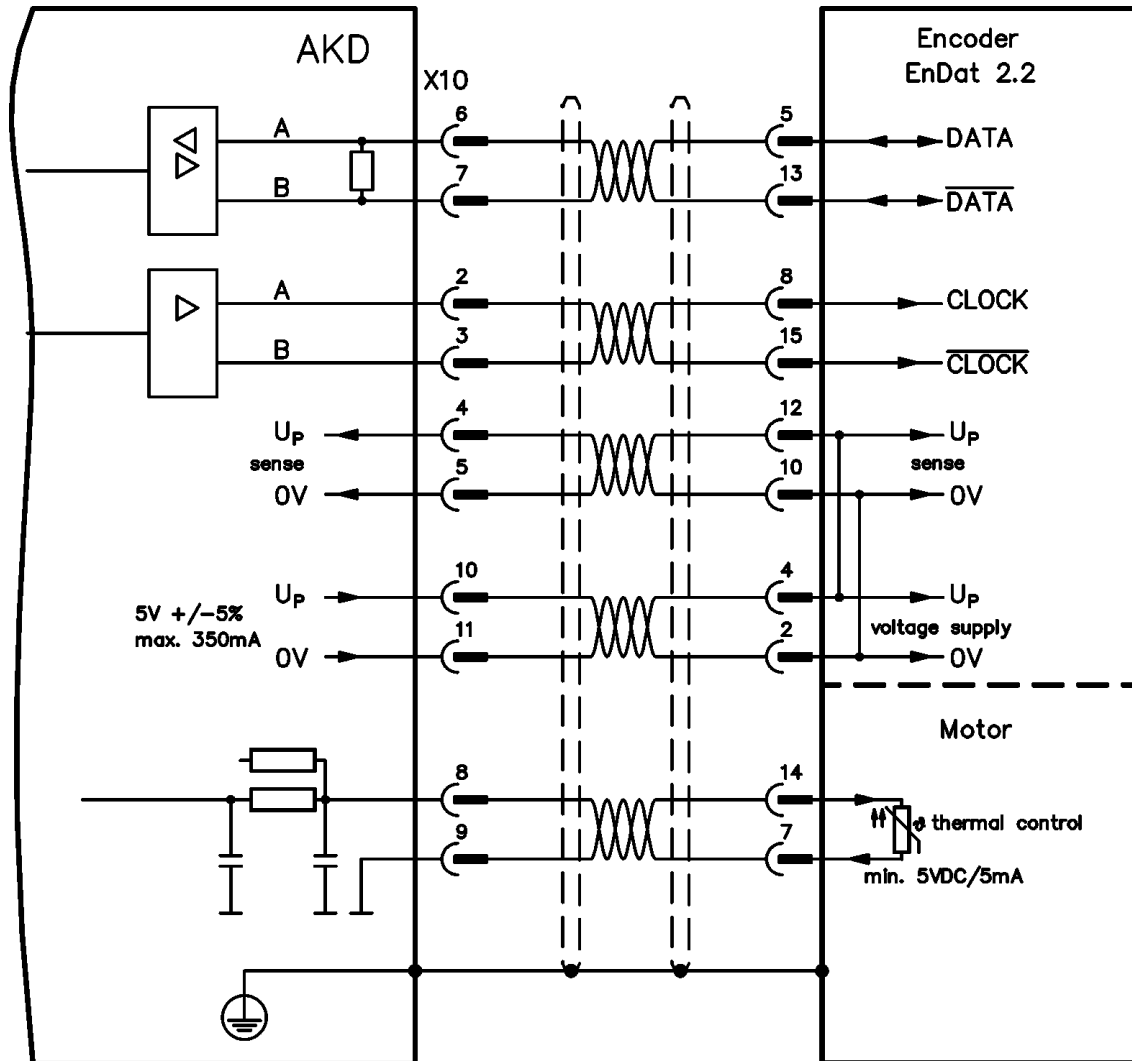 AKD
Encoder
EnDat 2.2
X10
A 6 5 DATA
B 7 13 DATA
A 2 8 CLOCK
B 3 15 CLOCK
UP 4 12 UP
sense sense
0V 5 10 0V
UP 10 4 UP
5V +/-5%
max. 350mA
voltage supply
0V 11 2 0V
Motor
8 14
ϑ thermal control
9 7
min. 5VDC/5mA